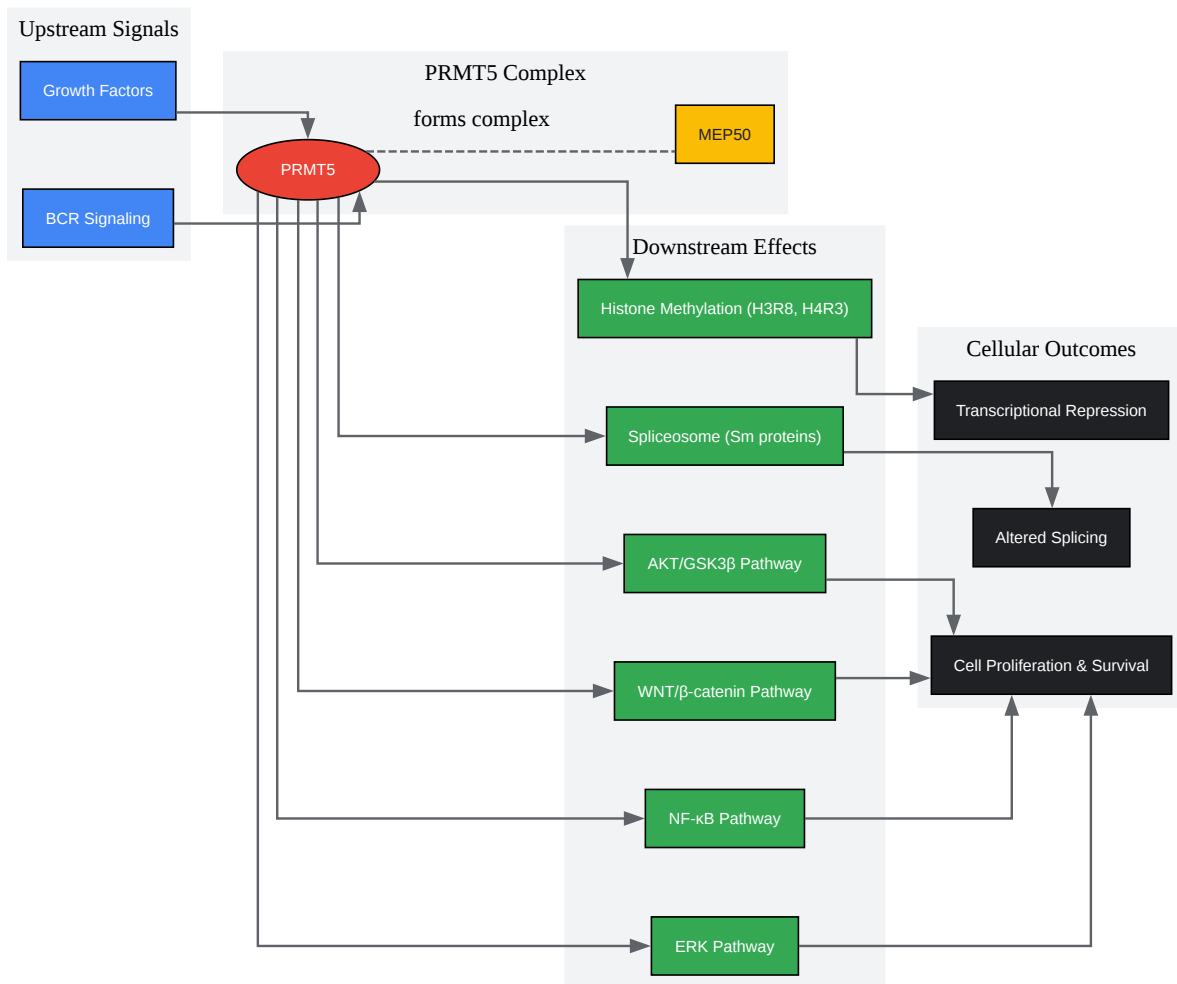 Upstream Signals
Growth Factors
BCR Signaling
PRMT5 Complex
forms complex
MEP50
PRMT5
Downstream Effects
Histone Methylation (H3R8, H4R3)
Spliceosome (Sm proteins)
AKT/GSK3β Pathway
WNT/β-catenin Pathway
NF-κB Pathway
ERK Pathway
Cellular Outcomes
Transcriptional Repression
Altered Splicing
Cell Proliferation & Survival